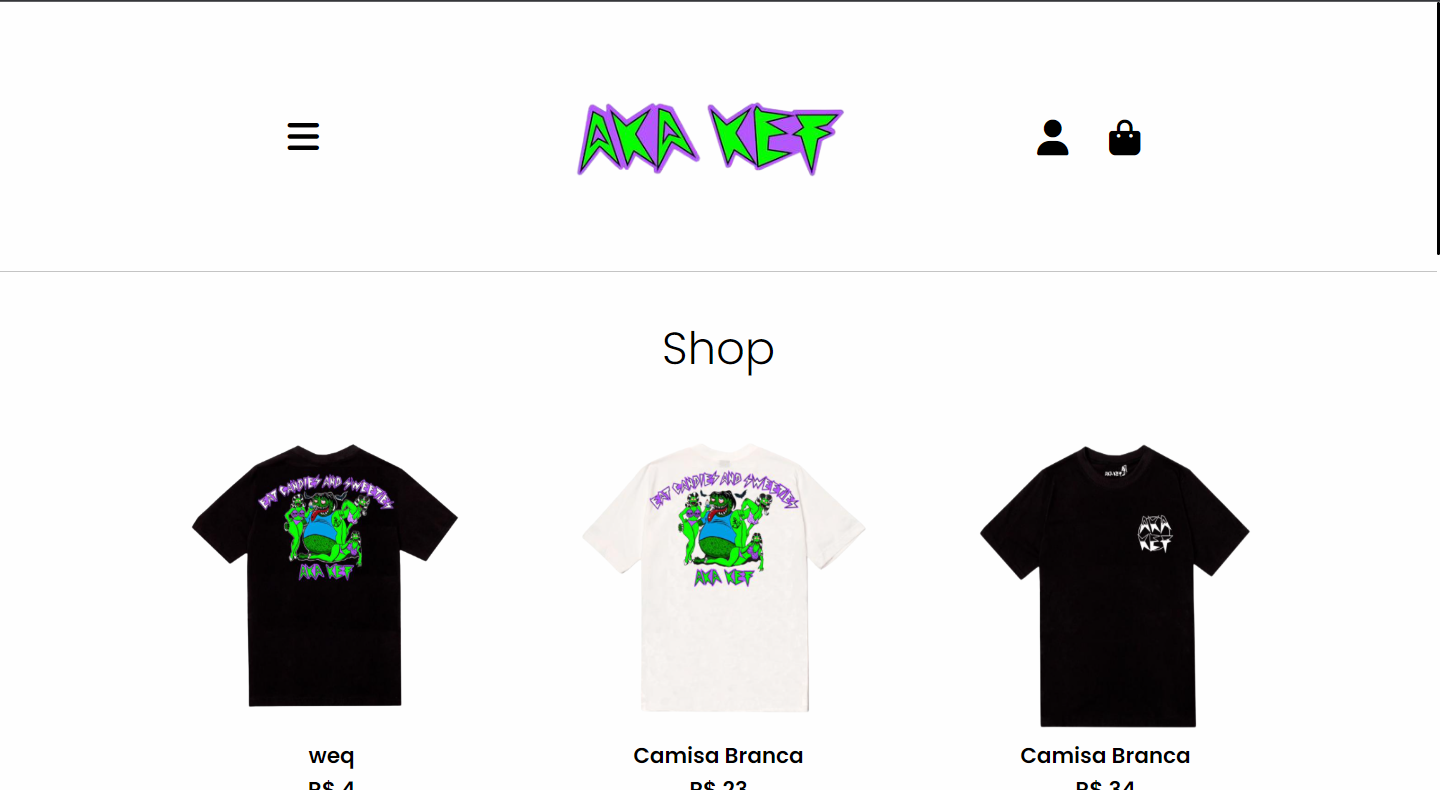 AKA KEF
Shop
EAT CANDIES AND SWEETIES
AKA KEF
EAT CANDIES AND SWEETIES
AKA KEF
AKA KEF
AKA
KEF
weq
Camisa Branca
Camisa Branca
R$ 4
R$ 23
R$ 34